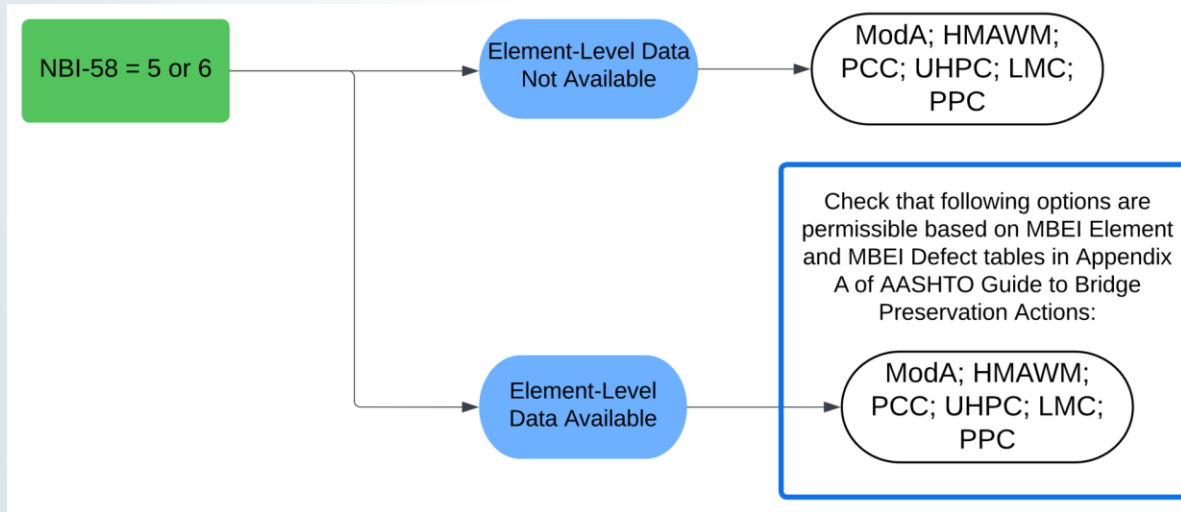 NBI-58 = 5 or 6
Element-Level Data
Not Available
ModA; HMAWM;
PCC; UHPC; LMC;
PPC
Check that following options are
permissible based on MBEI Element
and MBEI Defect tables in Appendix
A of AASHTO Guide to Bridge
Preservation Actions:
Element-Level
Data Available
ModA; HMAWM;
PCC; UHPC; LMC;
PPC